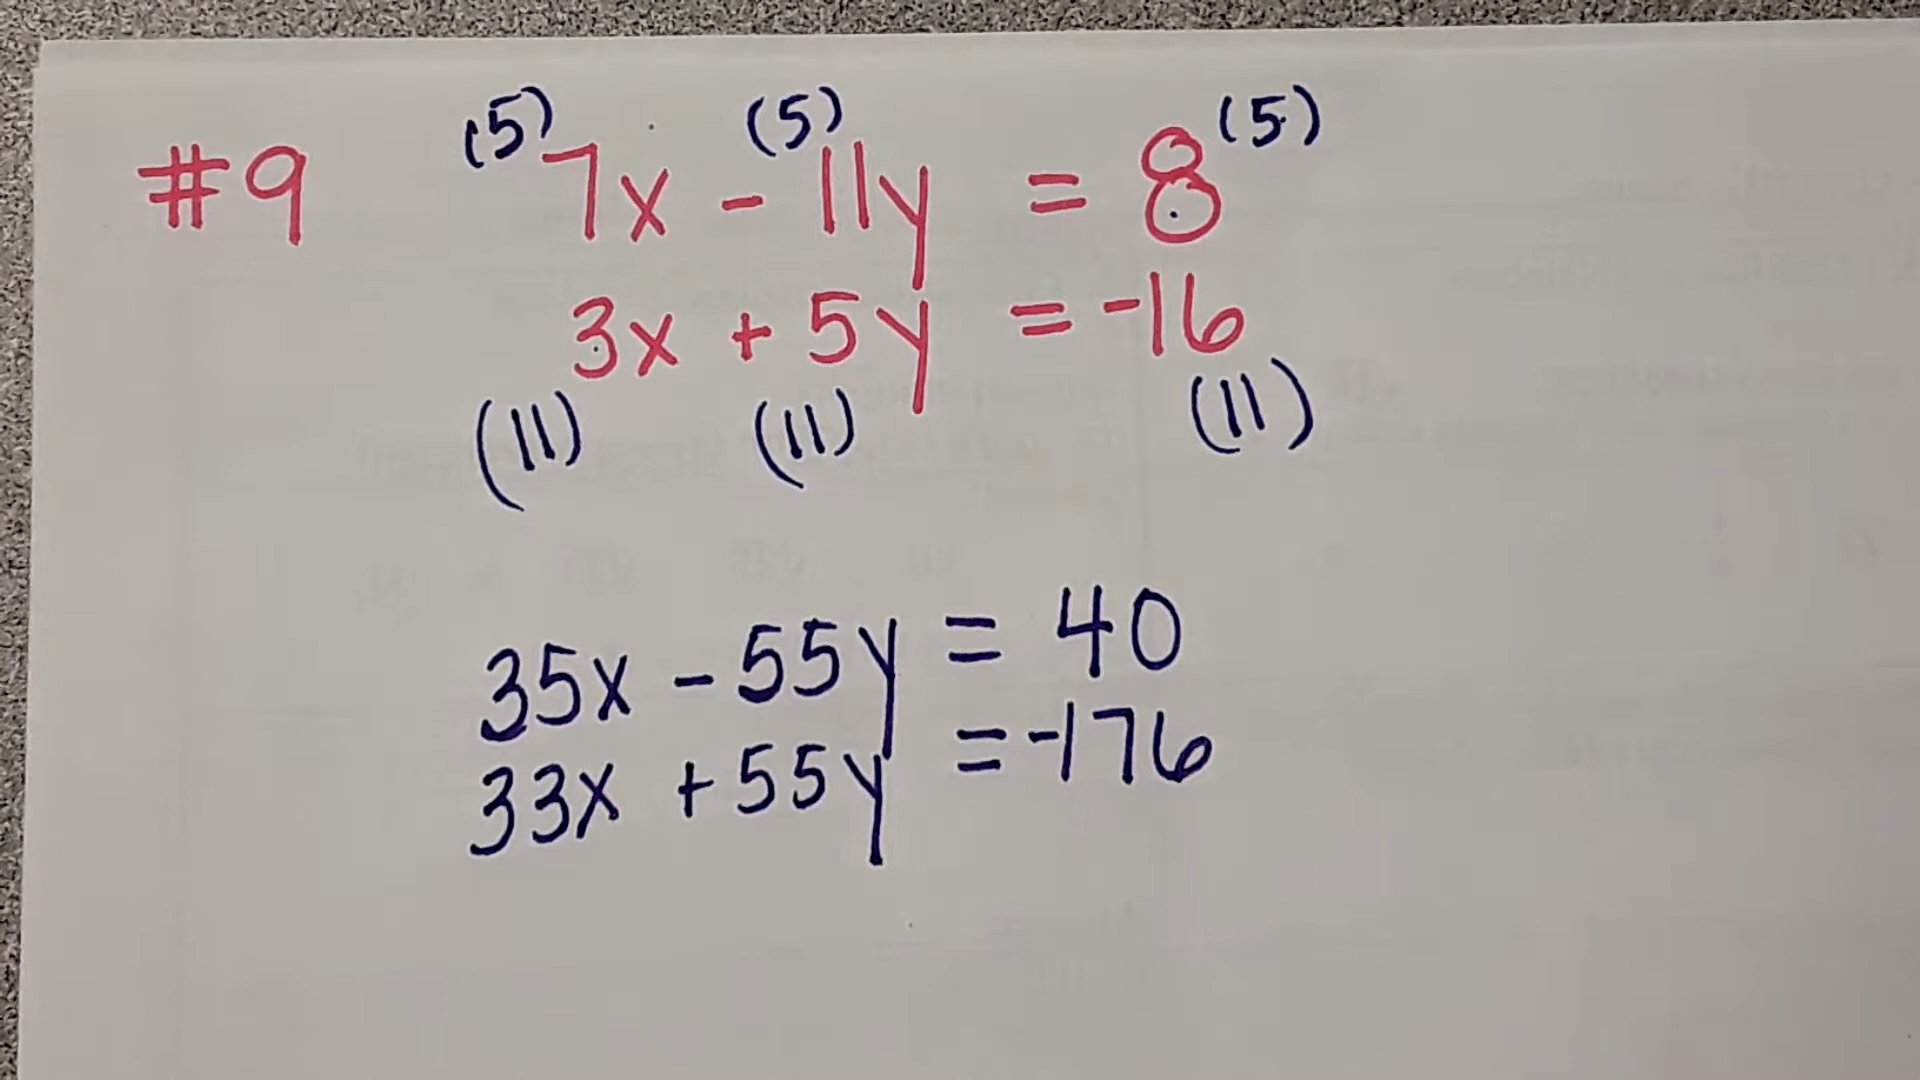 #9 (5)7x - (5)11y = 8(5)
3x + 5y = -16
(11) (11) (11)
35x - 55y = 40
33x + 55y = -176